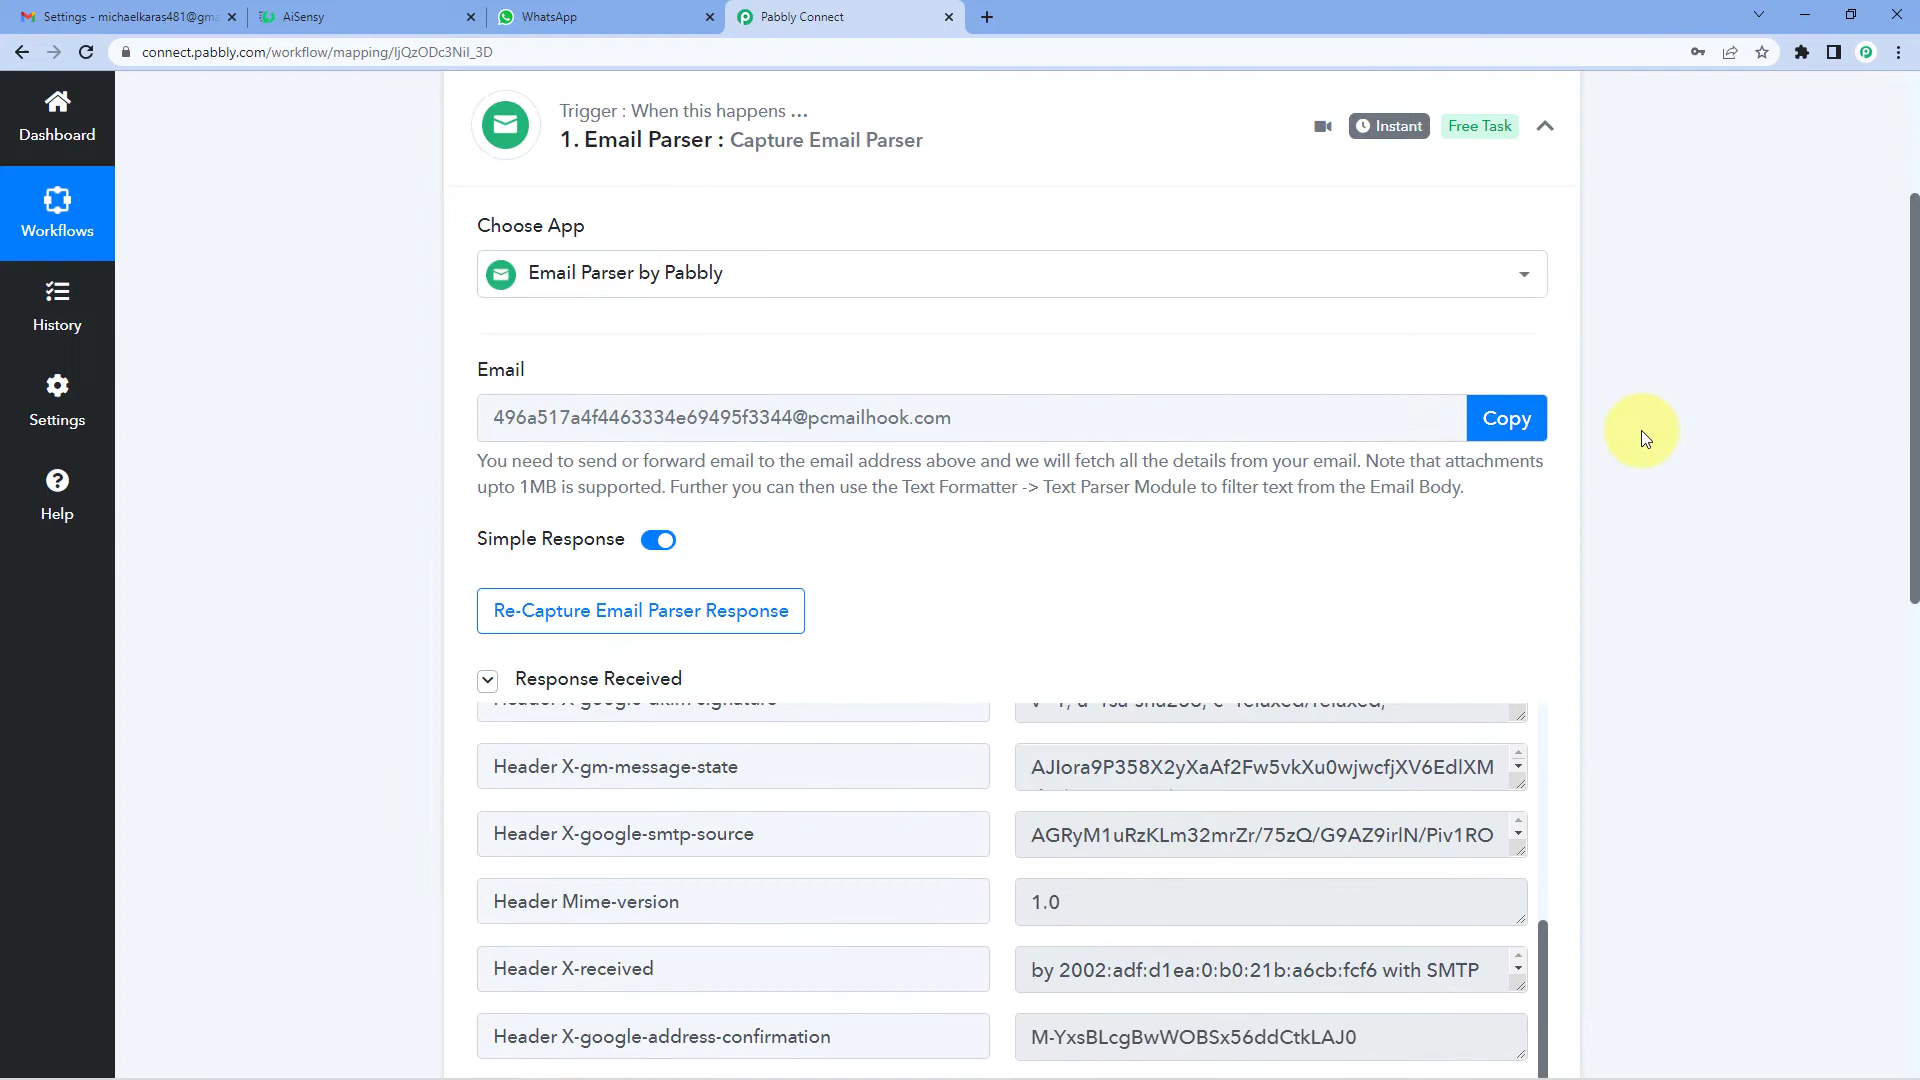 Settings - michaelkaras481@gma
AiSensy
WhatsApp
Pabbly Connect
connect.pabbly.com/workflow/mapping/IjQzODc3NiI_3D
Dashboard
Workflows
History
Settings
Help
Trigger : When this happens ...
1. Email Parser : Capture Email Parser
Instant
Free Task
Choose App
Email Parser by Pabbly
Email
496a517a4f4463334e69495f3344@pcmailhook.com
Copy
You need to send or forward email to the email address above and we will fetch all the details from your email. Note that attachments
upto 1MB is supported. Further you can then use the Text Formatter -> Text Parser Module to filter text from the Email Body.
Simple Response
Re-Capture Email Parser Response
Response Received
Header X-google-dkim-signature
Header X-gm-message-state
AJIora9P358X2yXaAf2Fw5vkXu0wjwcfjXV6EdlXM
Header X-google-smtp-source
AGRyM1uRzKLm32mrZr/75zQ/G9AZ9irlN/Piv1RO
Header Mime-version
1.0
Header X-received
by 2002:adf:d1ea:0:b0:21b:a6cb:fcf6 with SMTP
Header X-google-address-confirmation
M-YxsBLcgBwWOBSx56ddCtkLAJ0